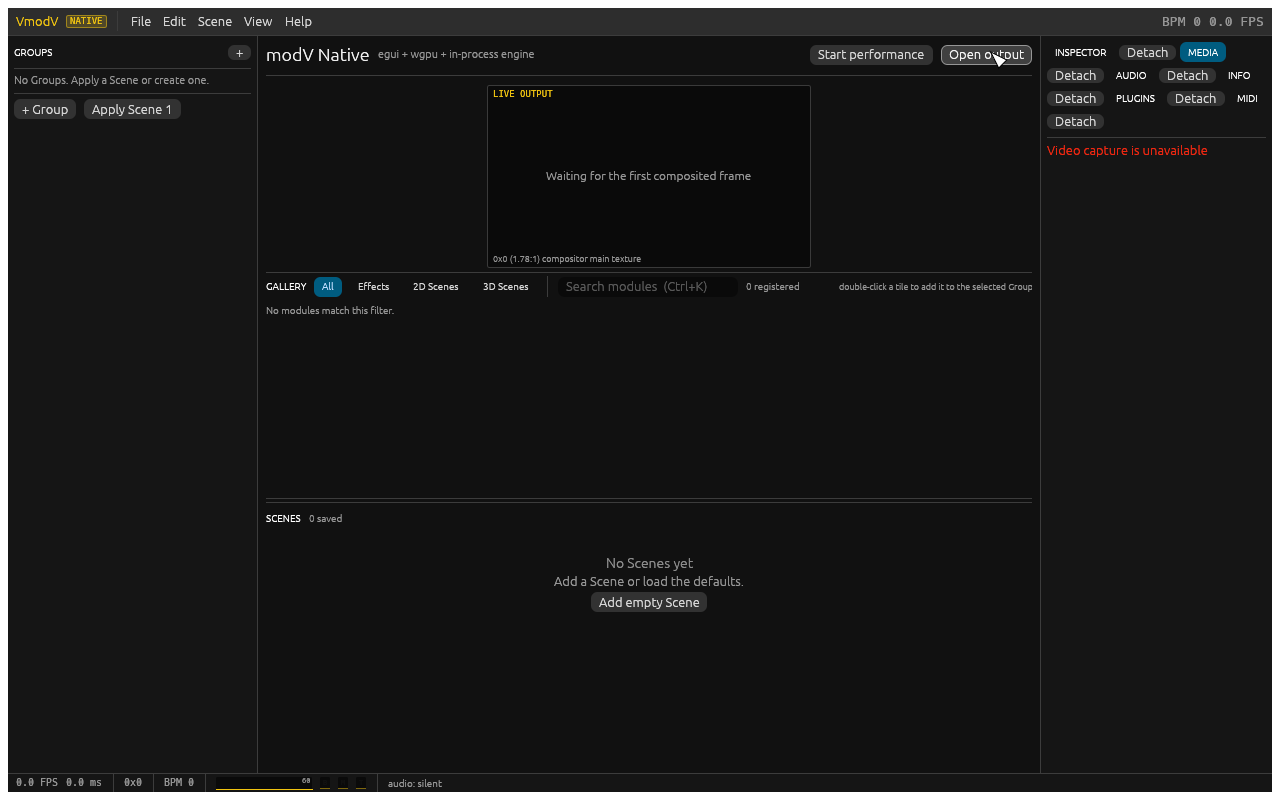 VmodV NATIVE File Edit Scene View Help BPM 0 0.0 FPS
GROUPS +
No Groups. Apply a Scene or create one.
+ Group Apply Scene 1
modV Native egui + wgpu + in-process engine Start performance Open output
LIVE OUTPUT
Waiting for the first composited frame
0x0 (1.78:1) compositor main texture
GALLERY All Effects 2D Scenes 3D Scenes Search modules (Ctrl+K) 0 registered double-click a tile to add it to the selected Group
No modules match this filter.
SCENES 0 saved
No Scenes yet
Add a Scene or load the defaults.
Add empty Scene
INSPECTOR Detach MEDIA
Detach AUDIO Detach INFO
Detach PLUGINS Detach MIDI
Detach
Video capture is unavailable
0.0 FPS 0.0 ms 0x0 BPM 0 60 audio: silent